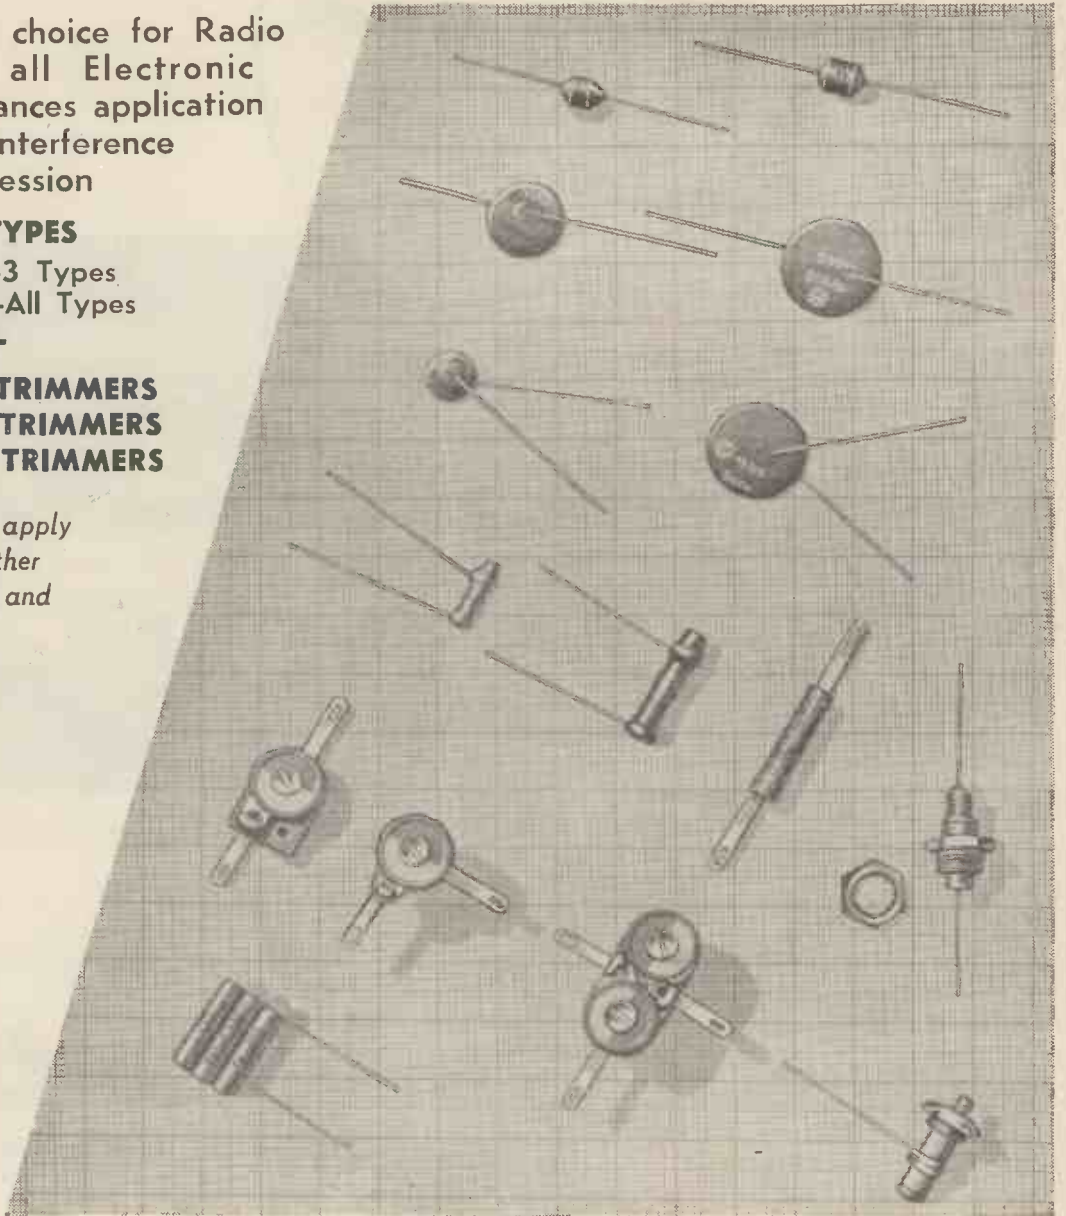 choice for Radio
all Electronic
ances application
nterference
ession
TYPES
3 Types
-All Types
TRIMMERS
TRIMMERS
TRIMMERS
apply
ther
and